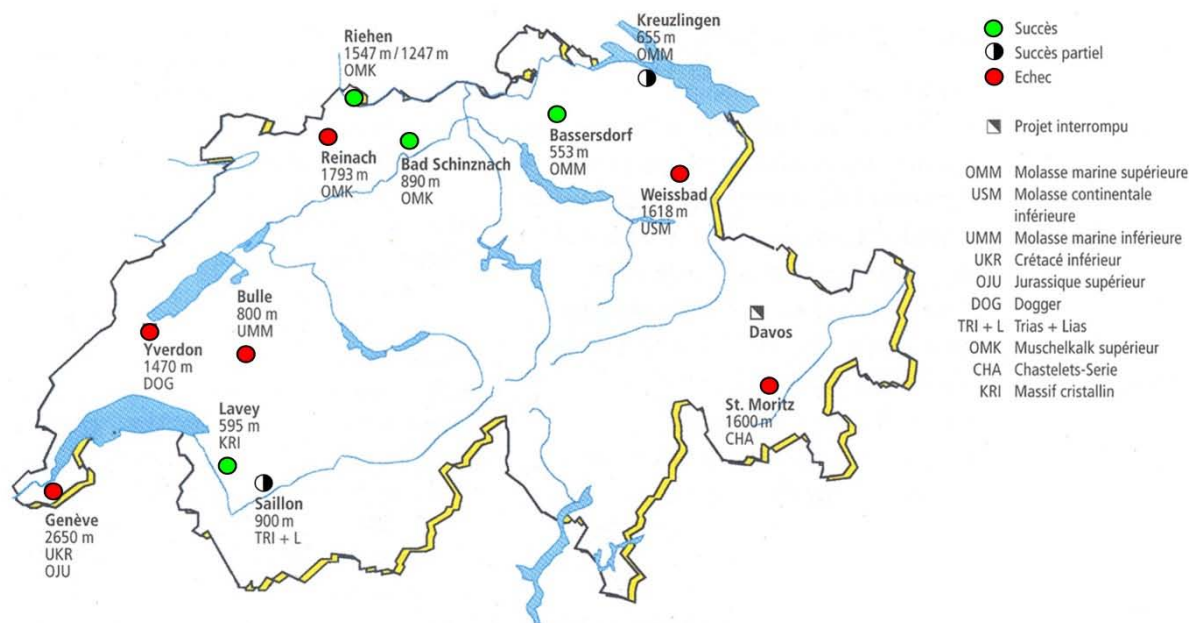 Kreuzlingen
655 m
OMM
Riehen
1547 m / 1247 m
OMK
Reinach
1793 m
OMK
Bad Schinznach
890 m
OMK
Bassersdorf
553 m
OMM
Weissbad
1618 m
USM
Bulle
800 m
UMM
Yverdon
1470 m
DOG
Davos
St. Moritz
1600 m
CHA
Lavey
595 m
KRI
Saillon
900 m
TRI + L
Genève
2650 m
UKR
OJU
Succès
Succès partiel
Echec
Projet interrompu
OMM Molasse marine supérieure
USM Molasse continentale
inférieure
UMM Molasse marine inférieure
UKR Crétacé inférieur
OJU Jurassique supérieur
DOG Dogger
TRI + L Trias + Lias
OMK Muschelkalk supérieur
CHA Chastelets-Serie
KRI Massif cristallin